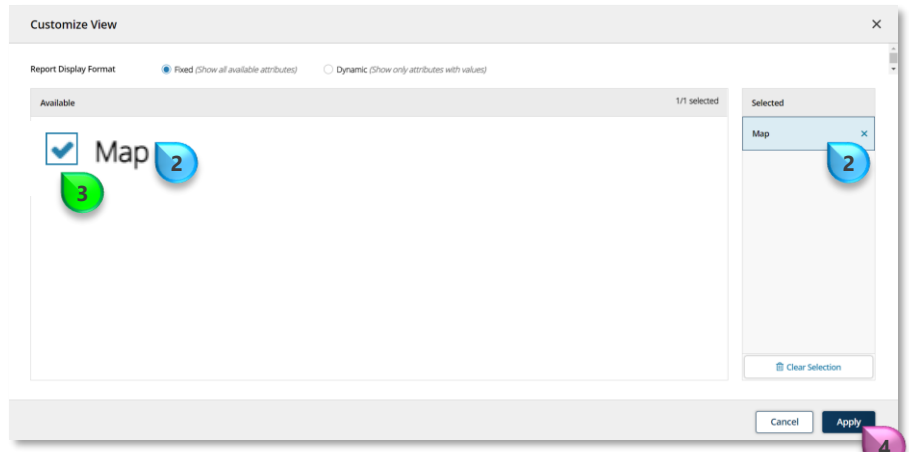 Customize View
Report Display Format
Fixed (Show all available attributes)
Dynamic (Show only attributes with values)
Available
1/1 selected
Selected
Map
2
3
Map
2
Clear Selection
Cancel
Apply
4